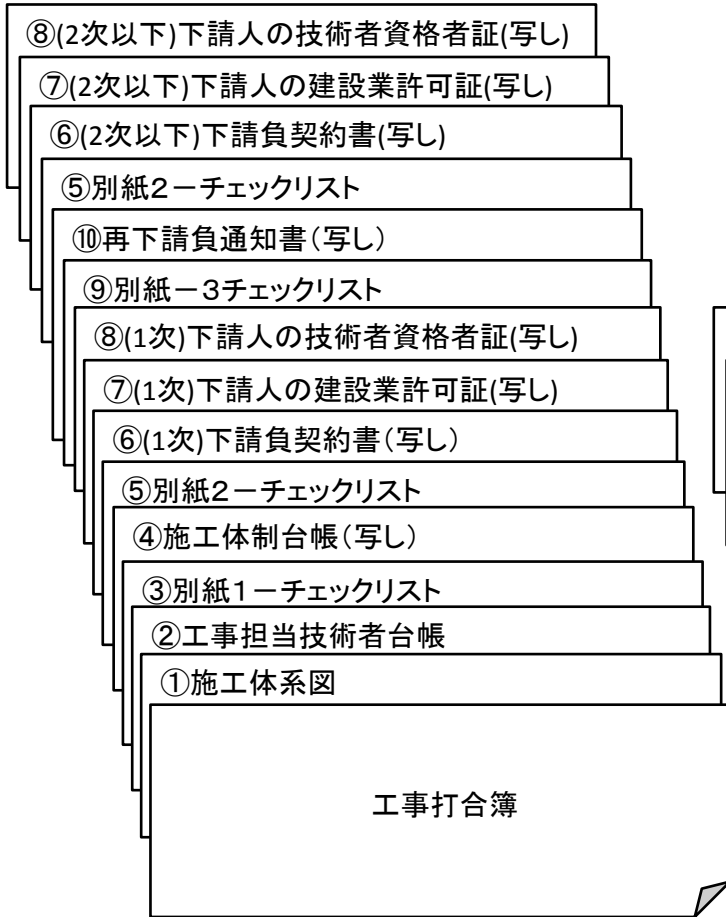 ⑧(2次以下)下請人の技術者資格者証(写し)
⑦(2次以下)下請人の建設業許可証(写し)
⑥(2次以下)下請負契約書(写し)
⑤別紙２－チェックリスト
⑩再下請負通知書（写し）
⑨別紙－３チェックリスト
⑧(1次)下請人の技術者資格者証(写し)
⑦(1次)下請人の建設業許可証(写し)
⑥(1次)下請負契約書（写し）
⑤別紙２－チェックリスト
④施工体制台帳（写し）
③別紙１－チェックリスト
②工事担当技術者台帳
①施工体系図
工事打合簿